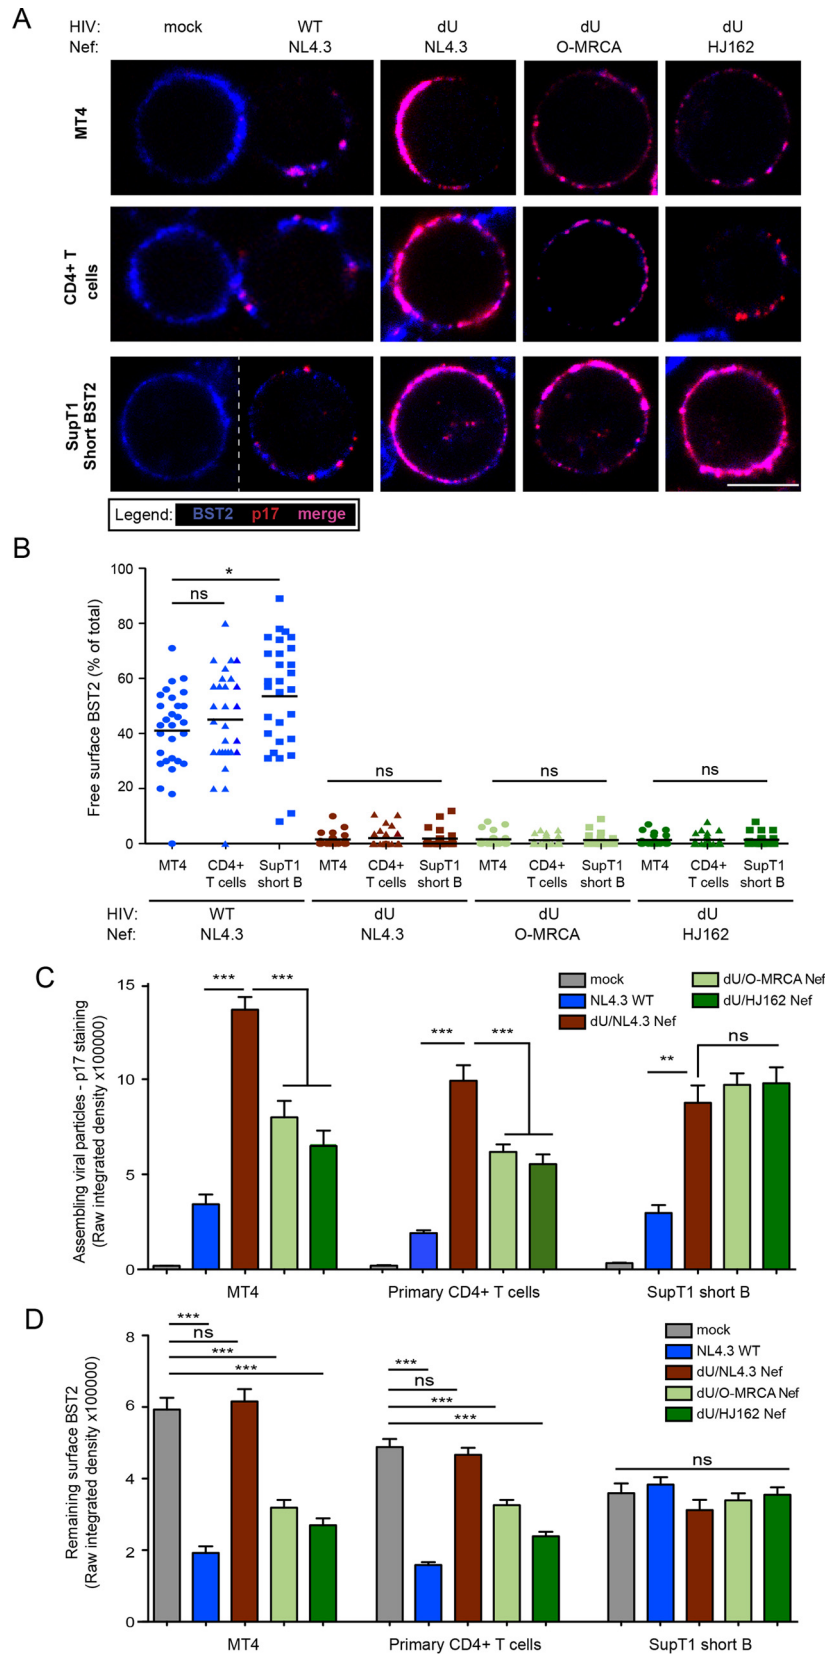 A
HIV: mock WT dU dU dU
Nef: NL4.3 NL4.3 O-MRCA HJ162
MT4
CD4+ T
cells
SupT1
Short BST2
Legend: BST2 p17 merge
B
Free surface BST2 (% of total)
100
80
60
40
20
0
*
ns
ns ns ns
MT4 CD4+ T cells SupT1 short B MT4 CD4+ T cells SupT1 short B MT4 CD4+ T cells SupT1 short B MT4 CD4+ T cells SupT1 short B
HIV: WT dU dU dU
Nef: NL4.3 NL4.3 O-MRCA HJ162
C
Assembling viral particles - p17 staining
(Raw integrated density x100000)
15
10
5
0
mock
NL4.3 WT
dU/NL4.3 Nef
dU/O-MRCA Nef
dU/HJ162 Nef
*** ***
*** ***
** ns
MT4 Primary CD4+ T cells SupT1 short B
D
Remaining surface BST2
(Raw integrated density x100000)
8
6
4
2
0
mock
NL4.3 WT
dU/NL4.3 Nef
dU/O-MRCA Nef
dU/HJ162 Nef
***
ns
***
***
***
ns
***
***
ns
MT4 Primary CD4+ T cells SupT1 short B